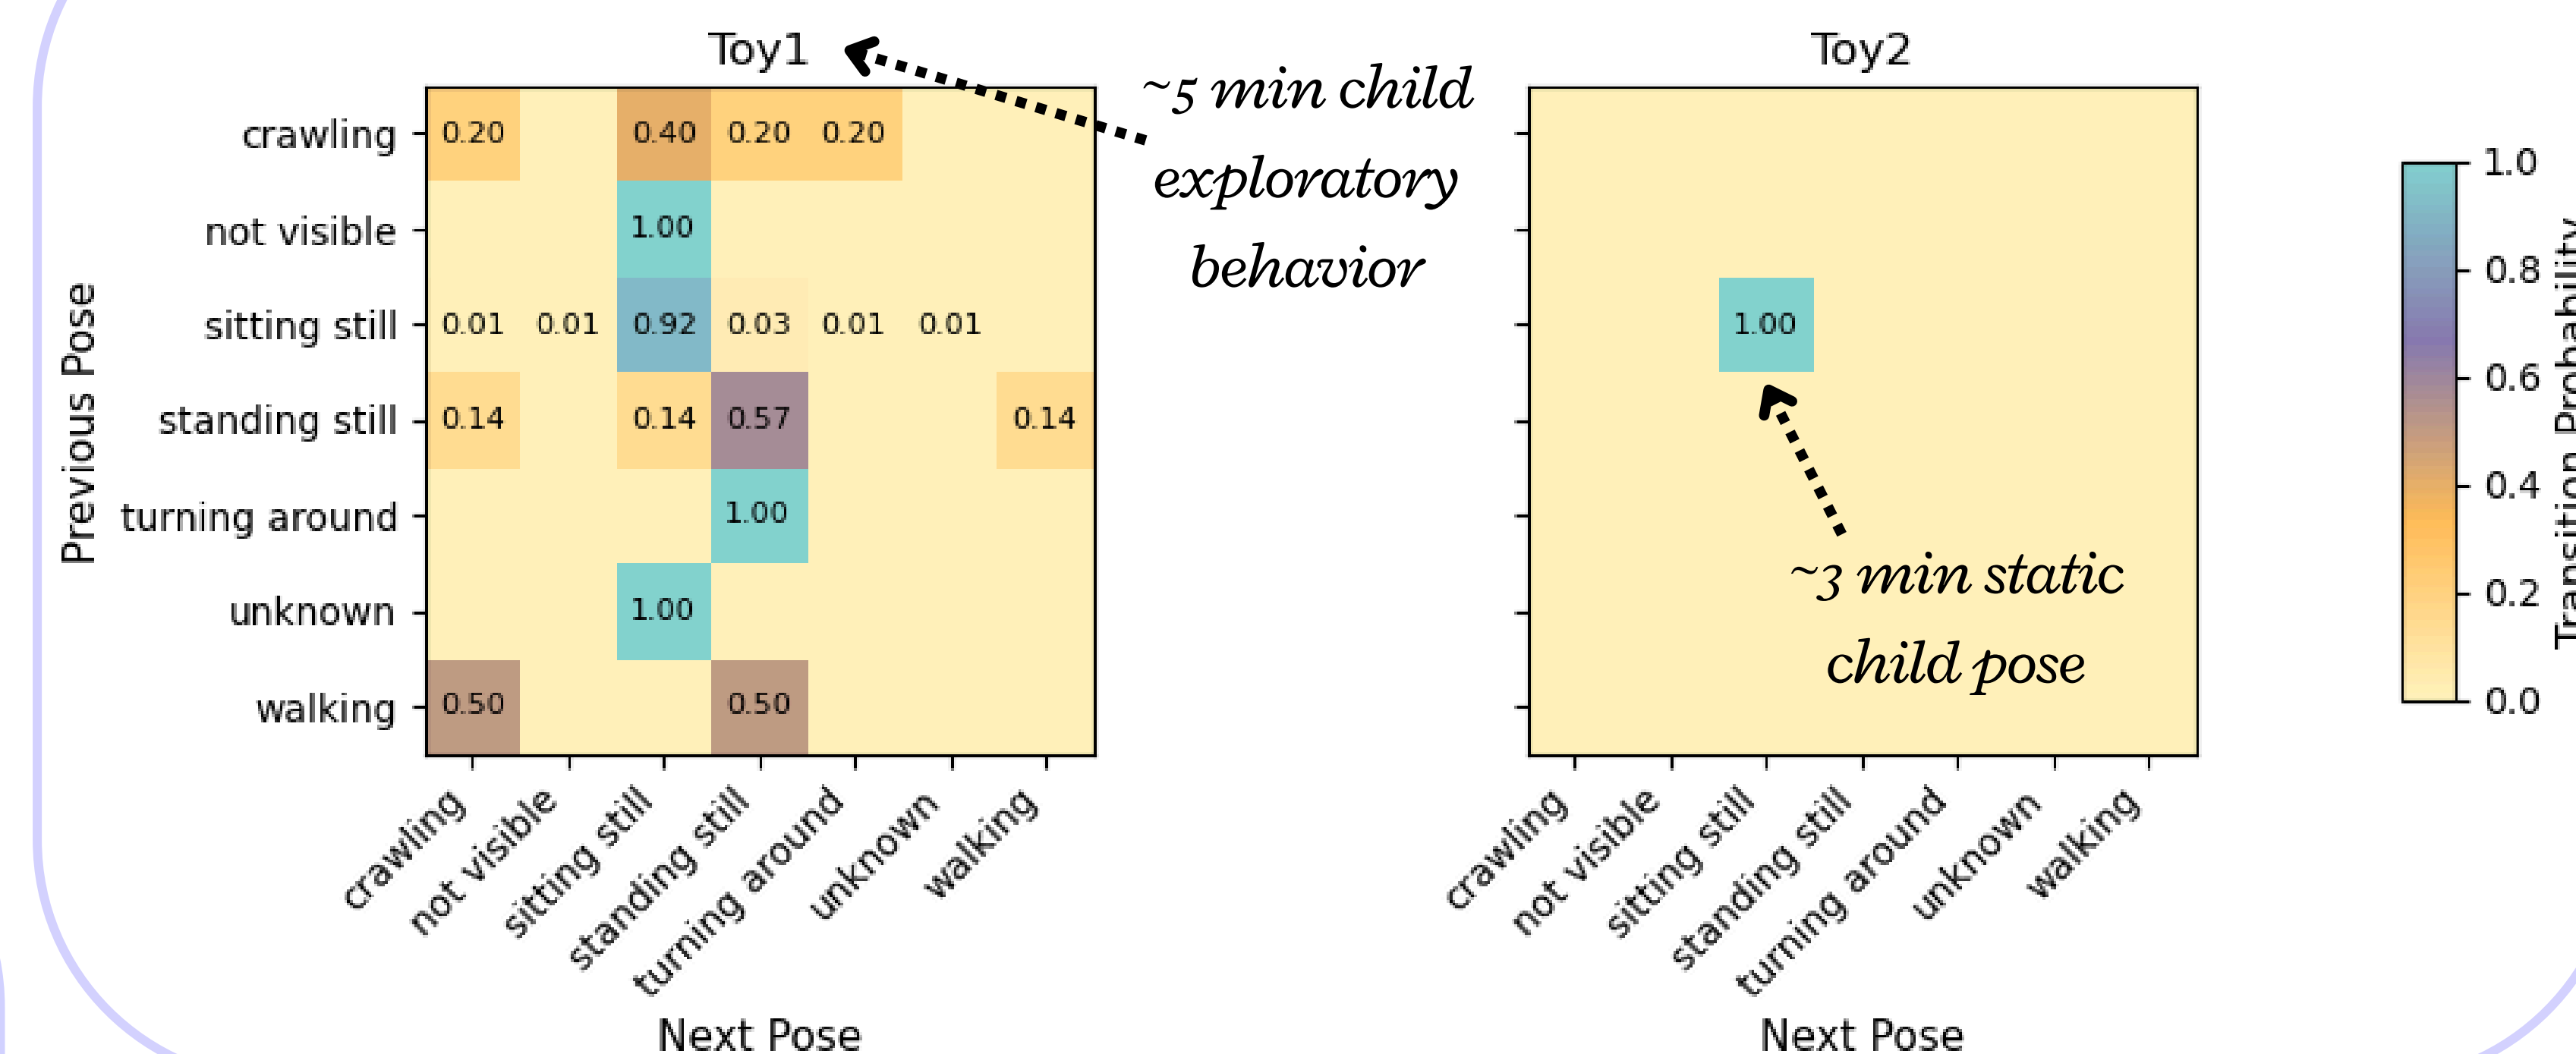 Toy1
Toy2
~5 min child
exploratory
behavior
Previous Pose
crawling
0.20 0.40 0.20 0.20
not visible
1.00
sitting still
0.01 0.01 0.92 0.03 0.01 0.01
standing still
0.14 0.14 0.57 0.14
turning around
1.00
unknown
1.00
walking
0.50 0.50
crawling
not visible
sitting still
standing still
turning around
unknown
walking
Next Pose
1.00
~3 min static
child pose
crawling
not visible
sitting still
standing still
turning around
unknown
walking
Next Pose
1.0
0.8
0.6
0.4
0.2
0.0
Transition Probability